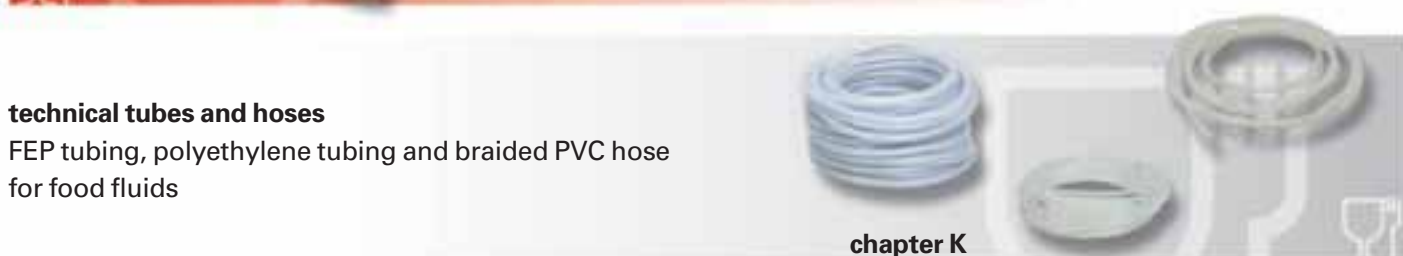 technical tubes and hoses
FEP tubing, polyethylene tubing and braided PVC hose
for food fluids
chapter K